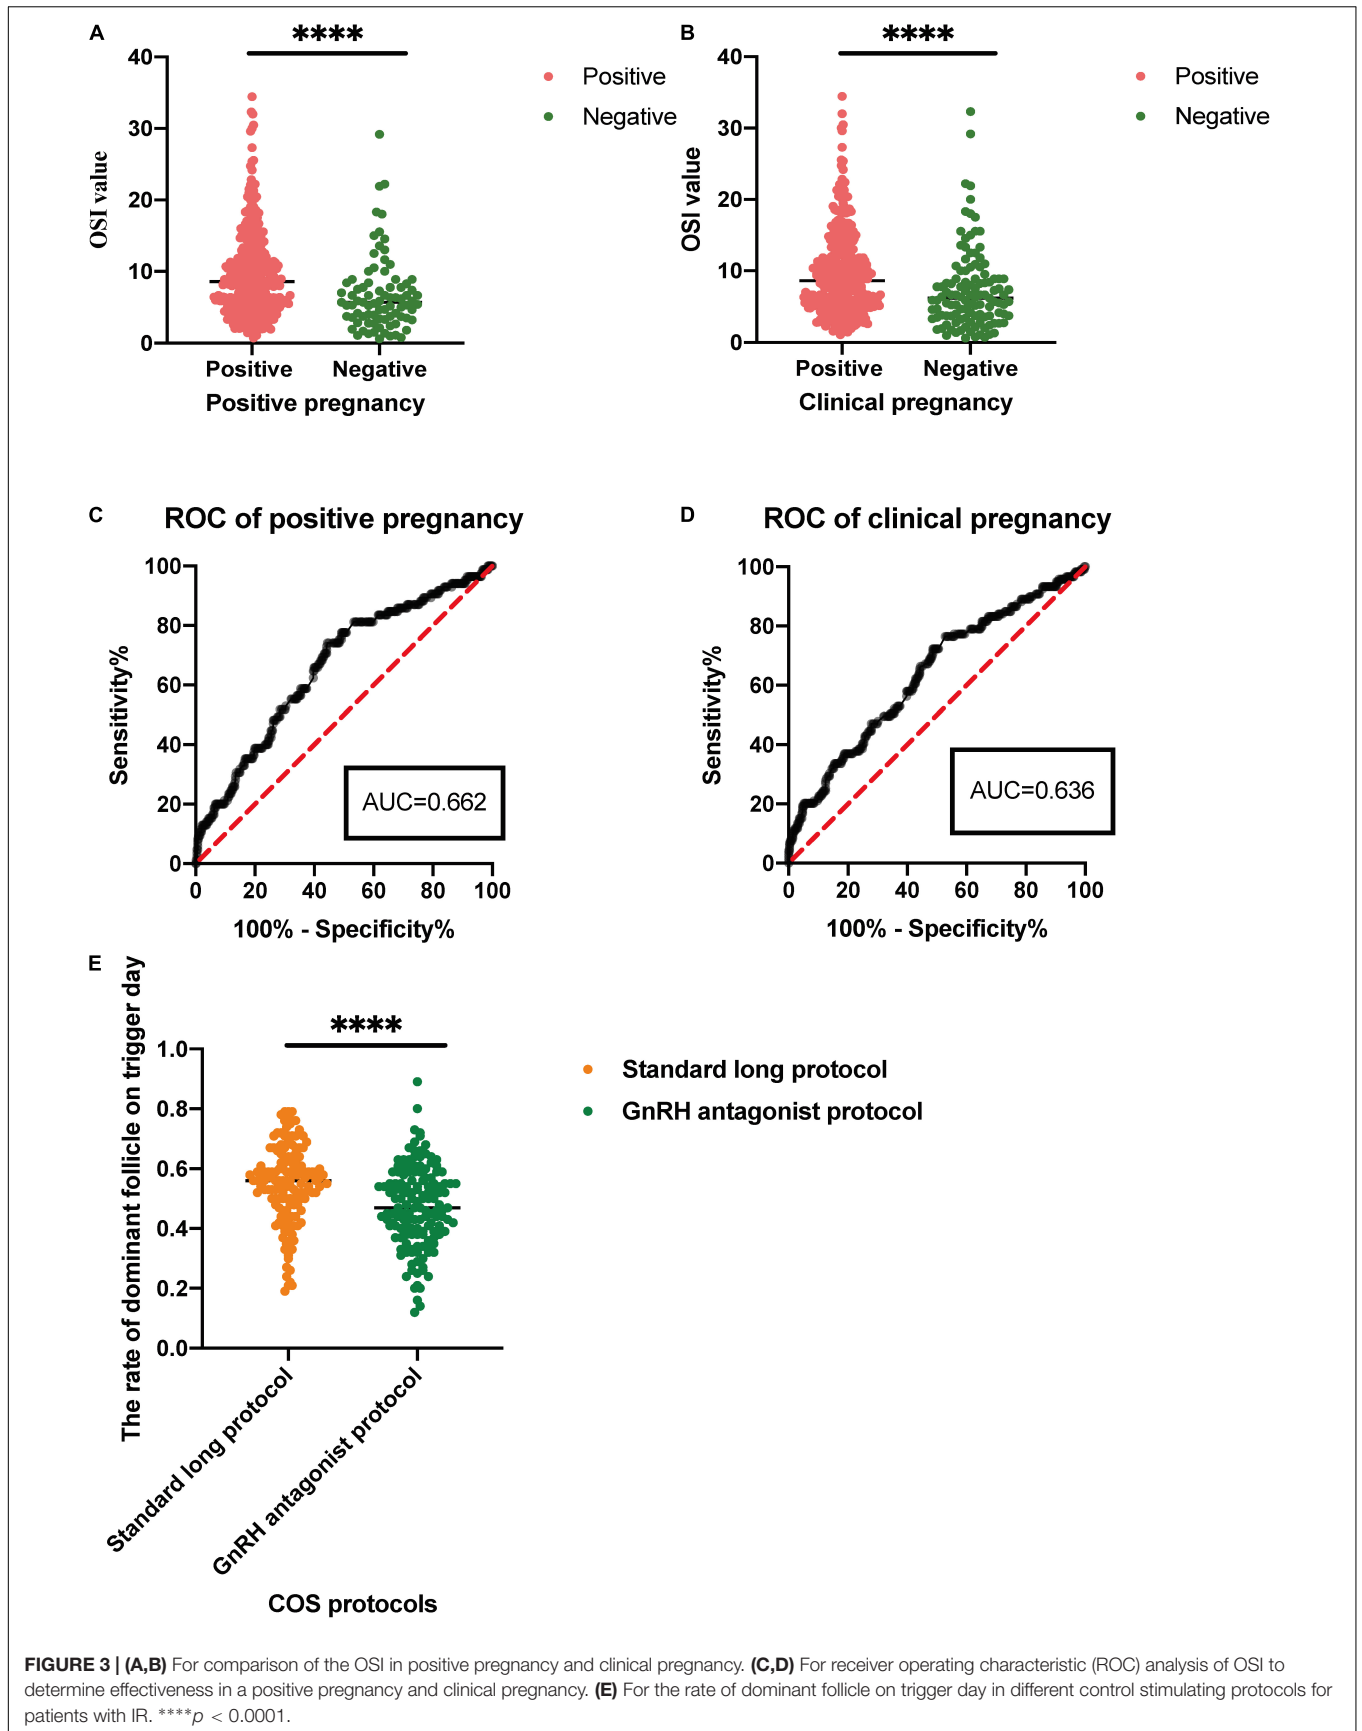 A
****
40
30
20
10
0
OSI value
Positive
Negative
Positive Negative
Positive pregnancy
B
****
40
30
20
10
0
OSI value
Positive
Negative
Positive Negative
Clinical pregnancy
C
ROC of positive pregnancy
100
80
60
40
20
0
Sensitivity%
AUC=0.662
0 20 40 60 80 100
100% - Specificity%
D
ROC of clinical pregnancy
100
80
60
40
20
0
Sensitivity%
AUC=0.636
0 20 40 60 80 100
100% - Specificity%
E
The rate of dominant follicle on trigger day
****
1.0
0.8
0.6
0.4
0.2
0.0
Standard long protocol
GnRH antagonist protocol
Standard long protocol
GnRH antagonist protocol
COS protocols
FIGURE 3 | (A,B) For comparison of the OSI in positive pregnancy and clinical pregnancy. (C,D) For receiver operating characteristic (ROC) analysis of OSI to
determine effectiveness in a positive pregnancy and clinical pregnancy. (E) For the rate of dominant follicle on trigger day in different control stimulating protocols for
patients with IR. ****p < 0.0001.